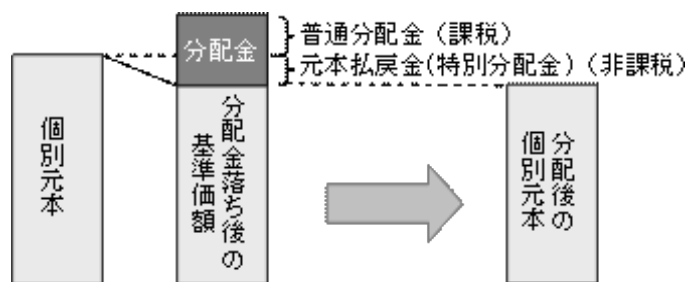 分配金
普通分配金（課税）
元本払戻金(特別分配金)（非課税）
個別元本
分配金落ち後の
基準価額
分配後の
個別元本